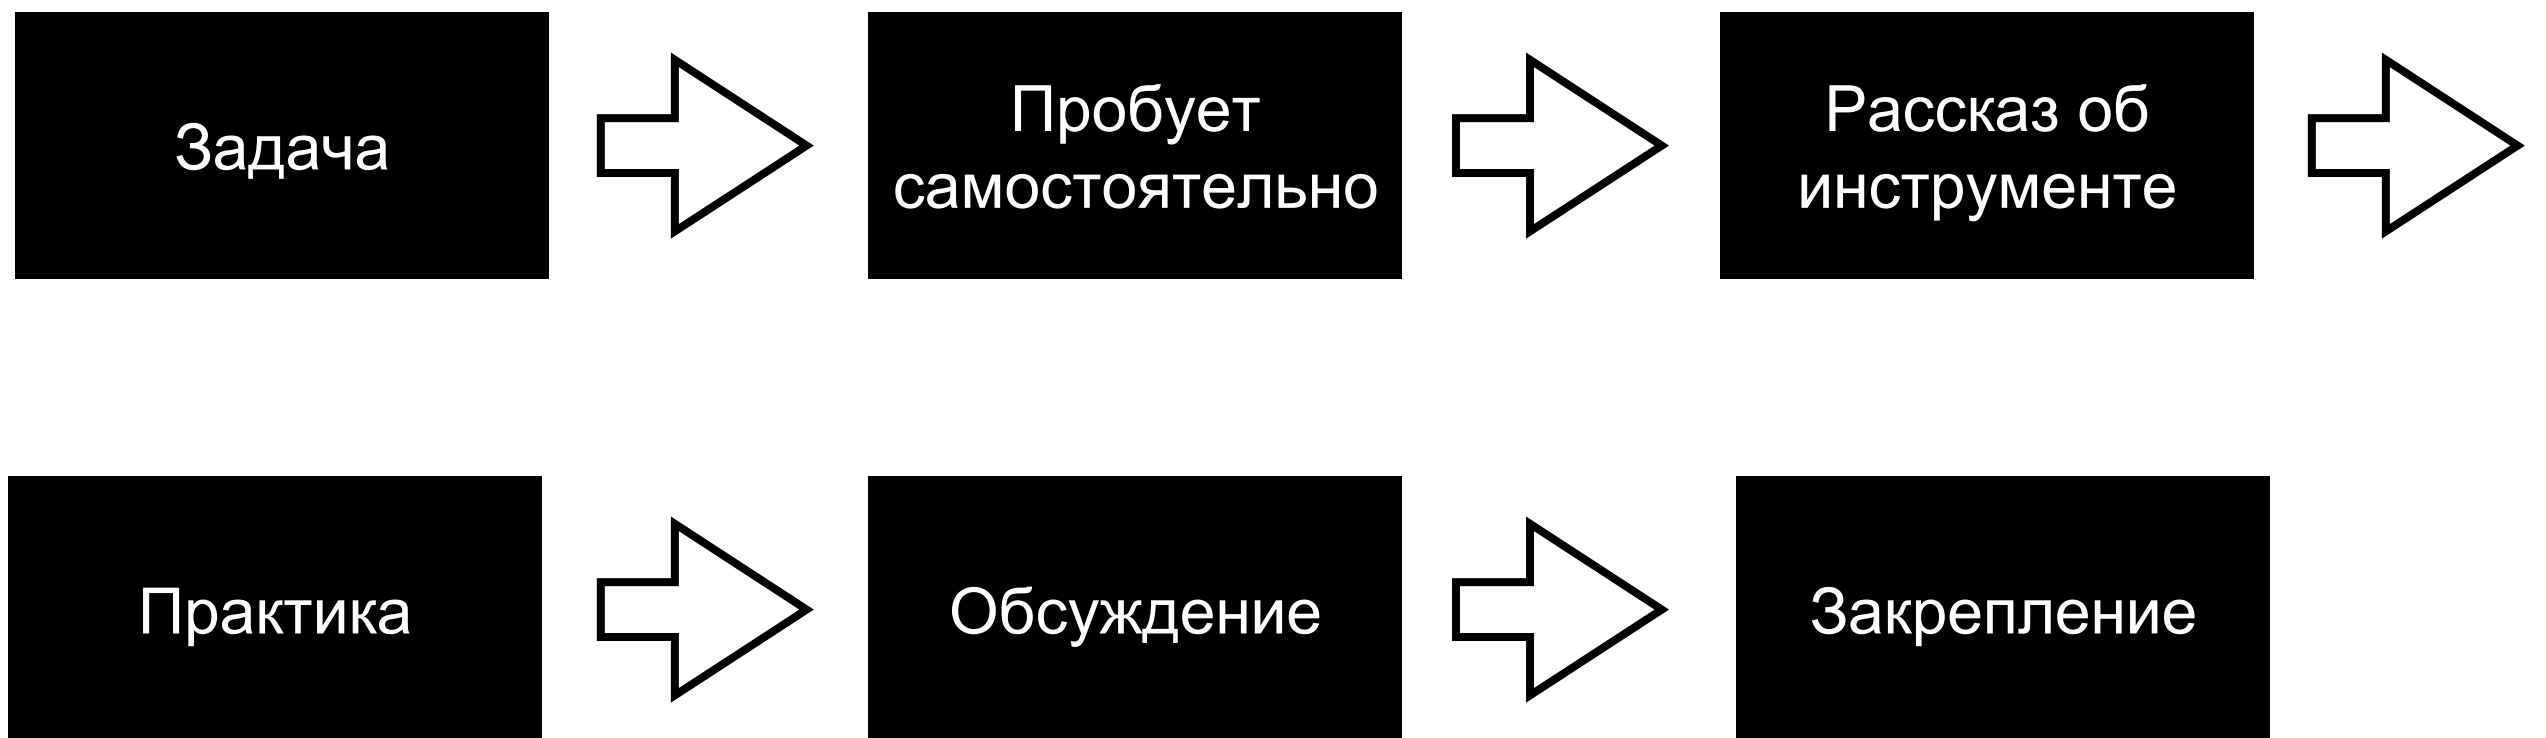 Задача
Пробует
самостоятельно
Рассказ об
инструменте
Практика
Обсуждение
Закрепление